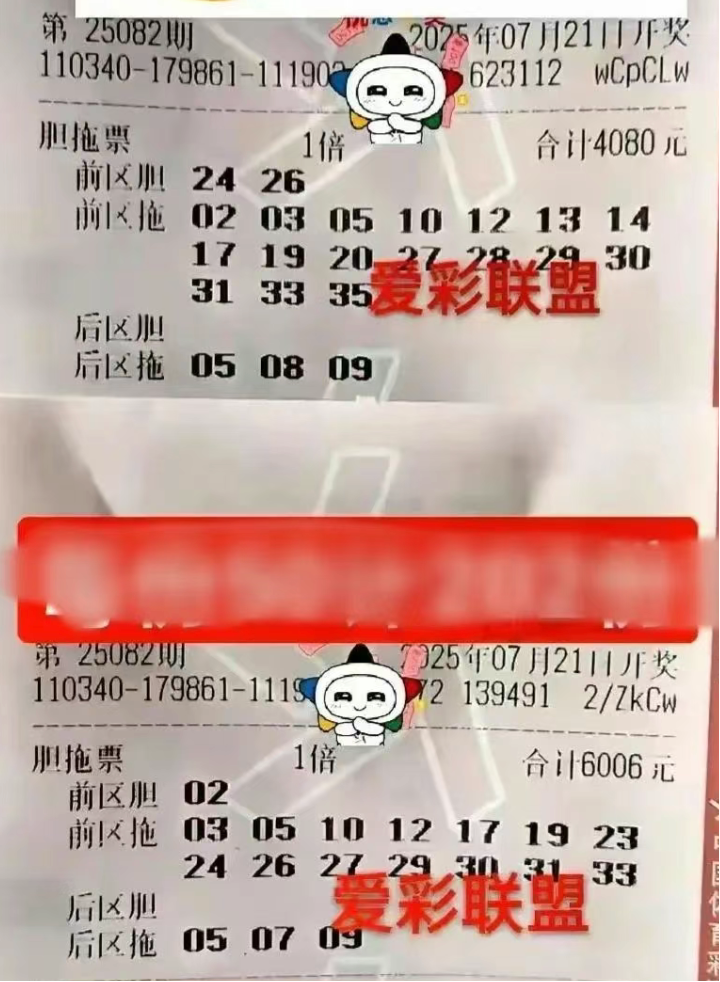 第 25082期 2025年07月21日开奖
110340-179861-11190 623112 wCpCLw
胆拖票 1倍 合计4080元
前区胆 24 26
前区拖 02 03 05 10 12 13 14
17 19 20 27 28 29 30
31 33 35
爱彩联盟
后区胆
后区拖 05 08 09
第 25082期 2025年07月21日开奖
110340-179861-1119 72 139491 2/ZkCw
胆拖票 1倍 合计6006元
前区胆 02
前区拖 03 05 10 12 17 19 23
24 26 27 29 30 31 33
爱彩联盟
后区胆
后区拖 05 07 09